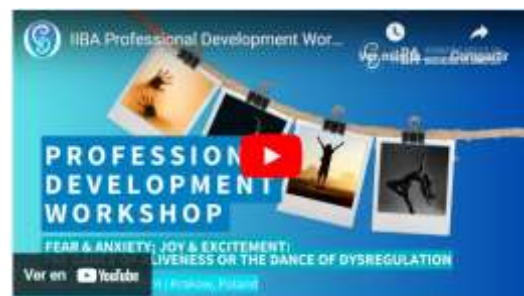 IIBA Professional Development Wor...
Compartir
PROFESSION
DEVELOPMENT
WORKSHOP
FEAR & ANXIETY; JOY & EXCITEMENT:
LIVENESS OR THE DANCE OF DYSREGULATION
Ver en YouTube
Krakow, Poland